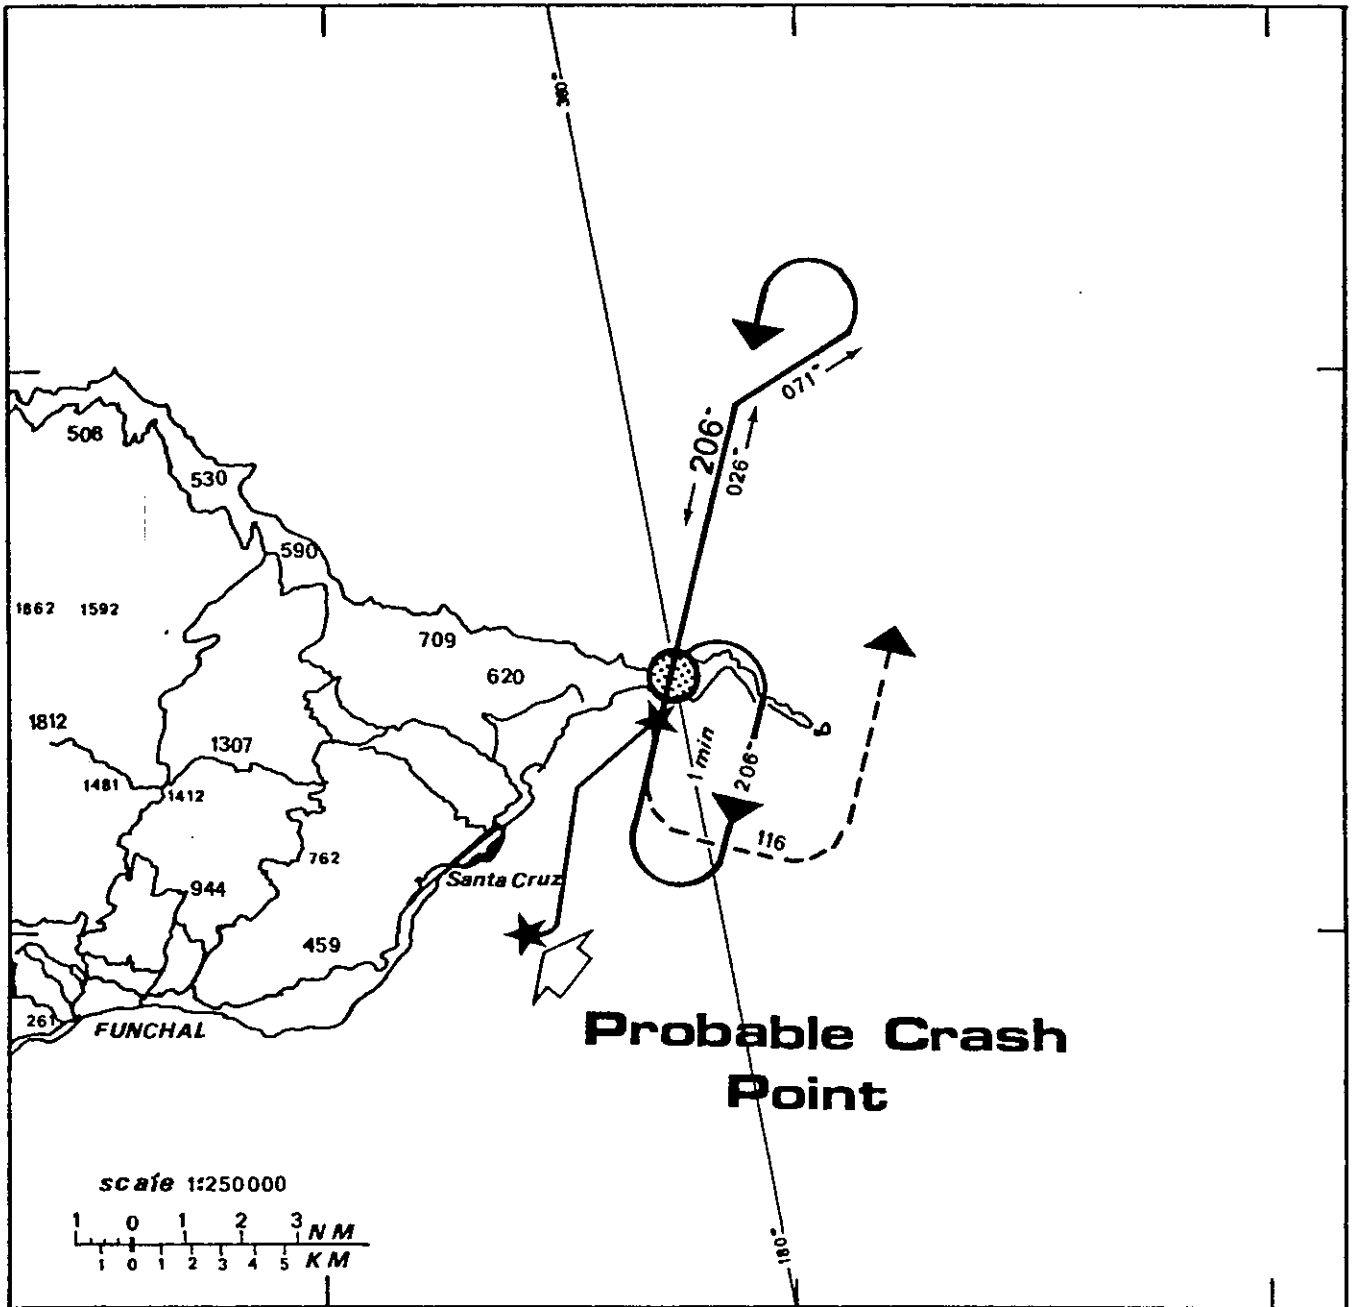 360°
071°
206°
026°
508
530
590
1862 1592
709
620
1812
1307
1481
1412
1 min
206°
116
762
944
Santa Cruz
459
261
FUNCHAL
Probable Crash
Point
scale 1:250000
1 0 1 2 3 NM
1 0 1 2 3 4 5 KM
180°